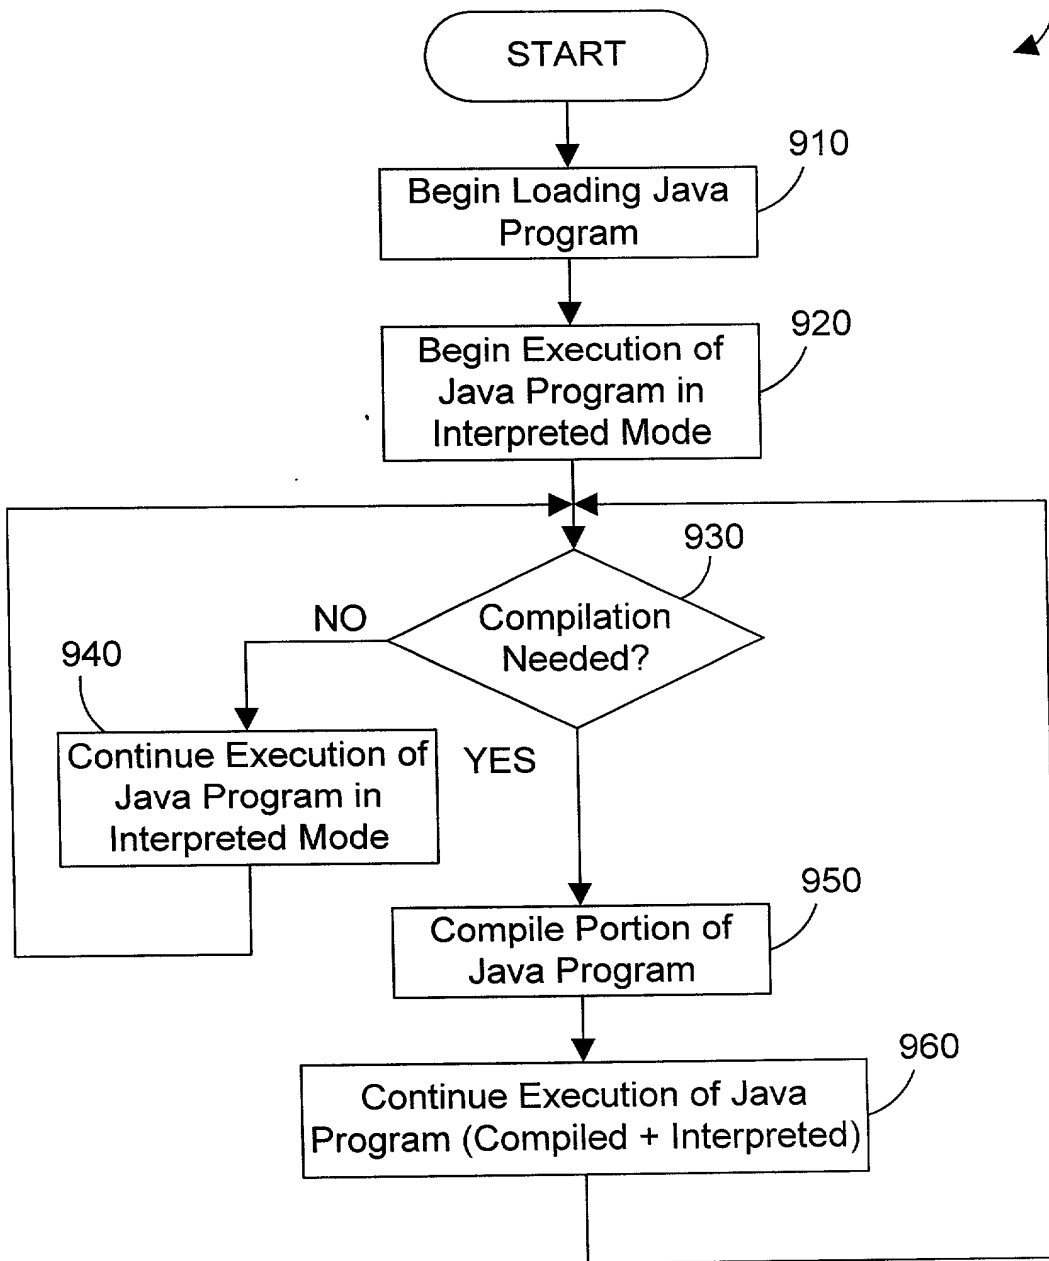 START
910
Begin Loading Java
Program
920
Begin Execution of
Java Program in
Interpreted Mode
930
Compilation
Needed?
NO
940
Continue Execution of
Java Program in
Interpreted Mode
YES
950
Compile Portion of
Java Program
960
Continue Execution of Java
Program (Compiled + Interpreted)